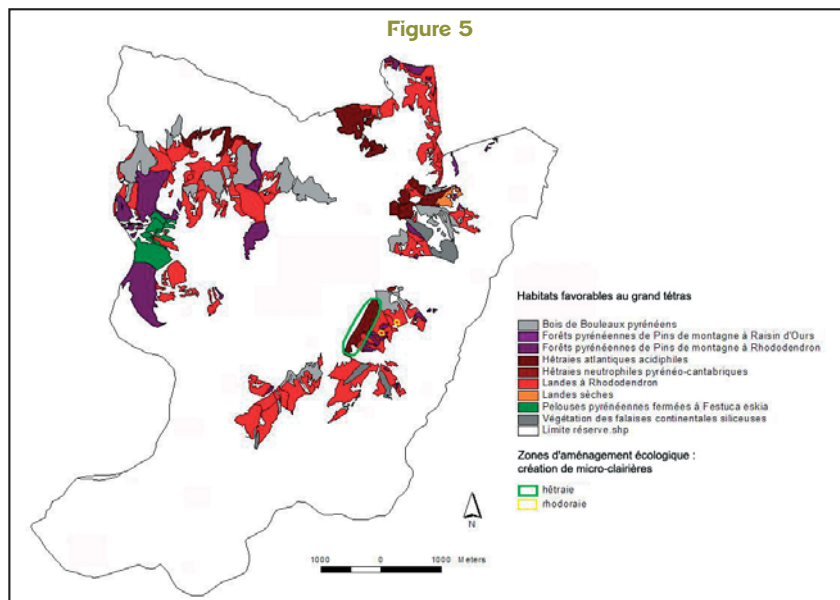 Figure 5
Habitats favorables au grand tétras
Bois de Bouleaux pyrénéens
Forêts pyrénéennes de Pins de montagne à Raisin d'Ours
Forêts pyrénéennes de Pins de montagne à Rhododendron
Hêtraies atlantiques acidiphiles
Hêtraies neutrophiles pyrénéo-cantabriques
Landes à Rhododendron
Landes sèches
Pelouses pyrénéennes fermées à Festuca eskia
Végétation des falaises continentales siliceuses
Limite réserve.shp
Zones d'aménagement écologique :
création de micro-clairières
hêtraie
rhodoraie
N
1000 0 1000 Meters